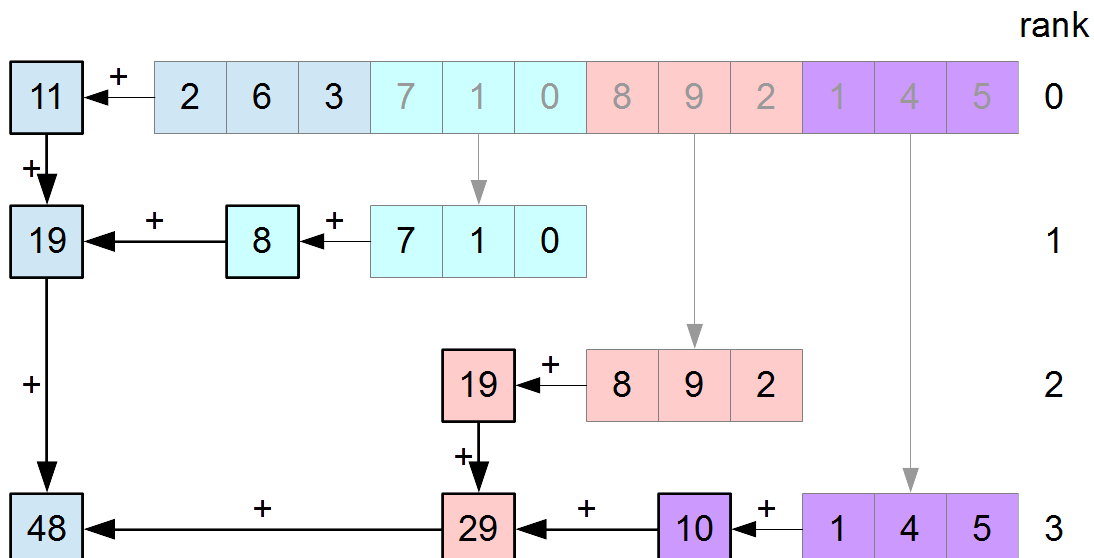 rank
11 + 2 6 3 7 1 0 8 9 2 1 4 5 0
+
19 + 8 + 7 1 0 1
+ 19 + 8 9 2 2
+
48 + 29 + 10 + 1 4 5 3